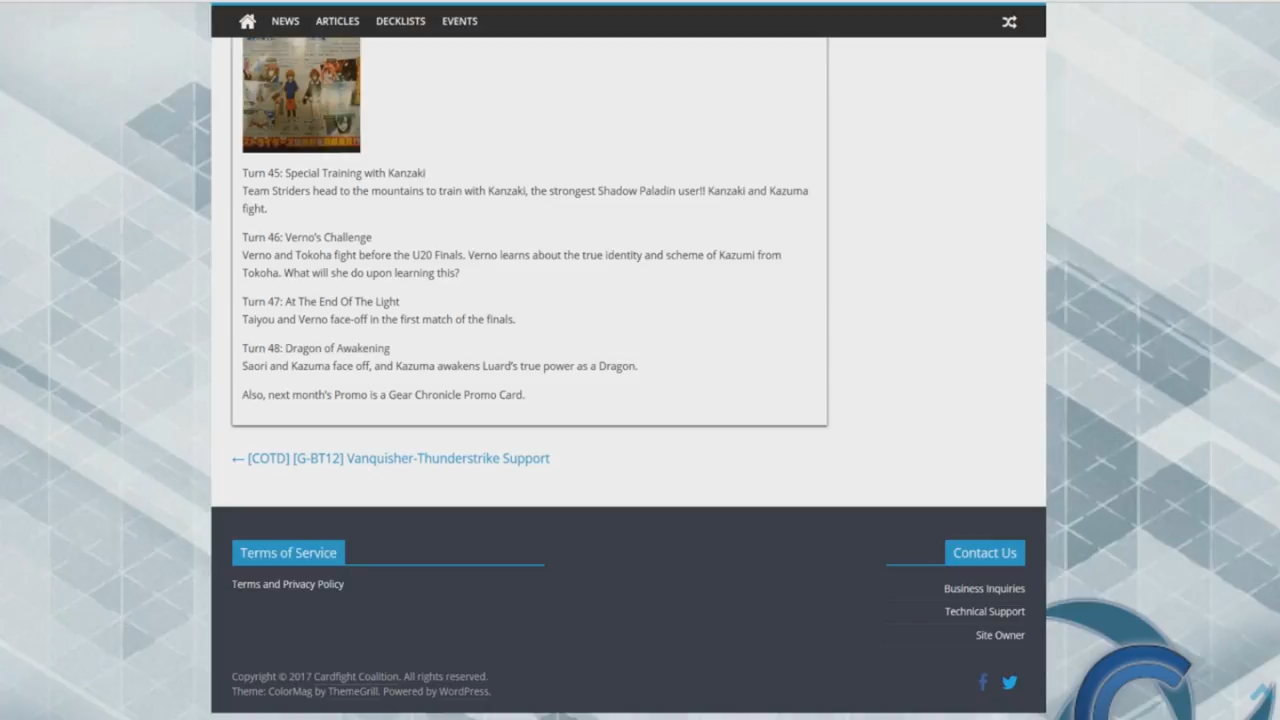 NEWS ARTICLES DECKLISTS EVENTS
Turn 45: Special Training with Kanzaki
Team Striders head to the mountains to train with Kanzaki, the strongest Shadow Paladin user!! Kanzaki and Kazuma
fight.
Turn 46: Verno's Challenge
Verno and Tokoha fight before the U20 Finals. Verno learns about the true identity and scheme of Kazumi from
Tokoha. What will she do upon learning this?
Turn 47: At The End Of The Light
Taiyou and Verno face-off in the first match of the finals.
Turn 48: Dragon of Awakening
Saori and Kazuma face off, and Kazuma awakens Luard's true power as a Dragon.
Also, next month's Promo is a Gear Chronicle Promo Card.
← [COTD] [G-BT12] Vanquisher-Thunderstrike Support
Terms of Service
Terms and Privacy Policy
Contact Us
Business Inquiries
Technical Support
Site Owner
Copyright © 2017 Cardfight Coalition. All rights reserved.
Theme: ColorMag by ThemeGrill. Powered by WordPress.